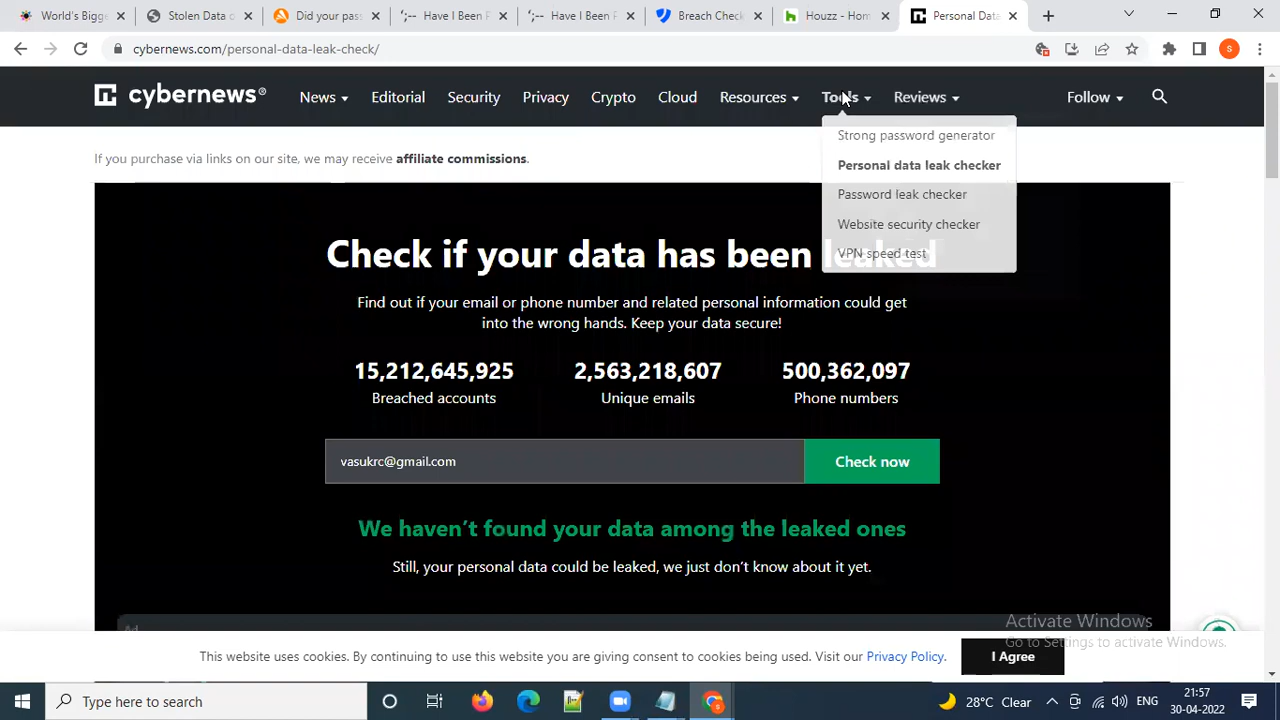 World's Bigge
Stolen Data o
Did your pas
Have I Been P
Have I Been P
Breach Check
Houzz - Hom
Personal Data
cybernews.com/personal-data-leak-check/
S
cybernews®
News
Editorial
Security
Privacy
Crypto
Cloud
Resources
Tools
Reviews
Follow
Strong password generator
Personal data leak checker
Password leak checker
Website security checker
VPN speed test
If you purchase via links on our site, we may receive affiliate commissions.
Check if your data has been leaked
Find out if your email or phone number and related personal information could get
into the wrong hands. Keep your data secure!
15,212,645,925
2,563,218,607
500,362,097
Breached accounts
Unique emails
Phone numbers
vasukrc@gmail.com
Check now
We haven't found your data among the leaked ones
Still, your personal data could be leaked, we just don't know about it yet.
Ad
Activate Windows
Go to Settings to activate Windows.
This website uses cookies. By continuing to use this website you are giving consent to cookies being used. Visit our Privacy Policy.
I Agree
Type here to search
28°C Clear
ENG
21:57
30-04-2022